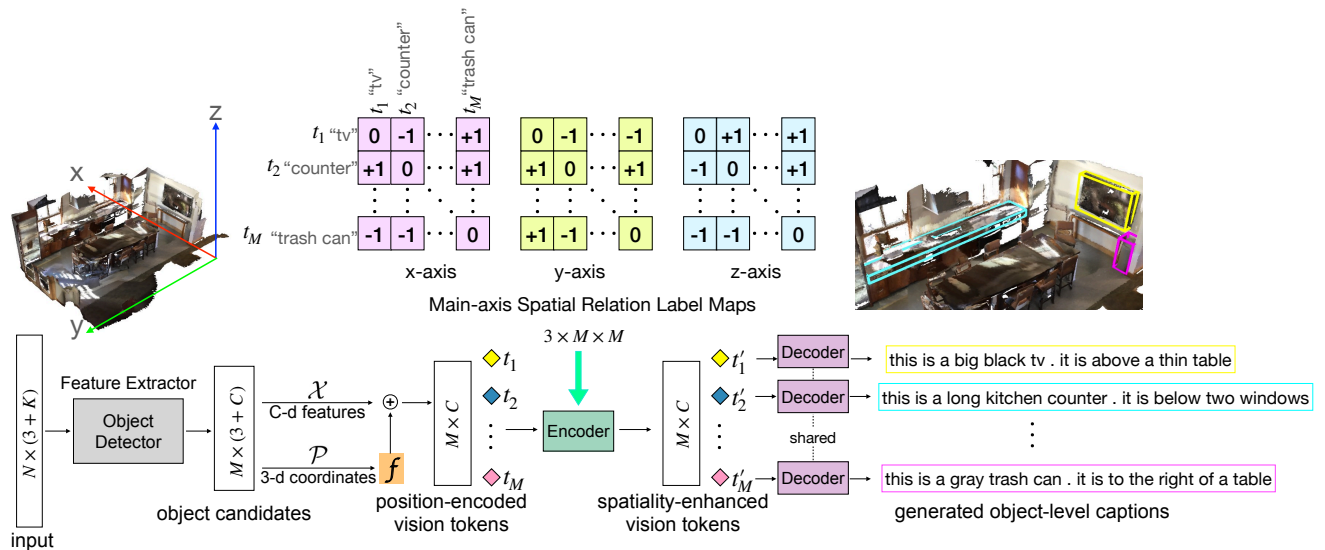 t₁ "tv"
t₂ "counter"
t_M "trash can"
z
x
y
t₁ "tv" 0 -1 ··· +1
t₂ "counter" +1 0 ··· +1
t_M "trash can" -1 -1 ··· 0
x-axis
0 -1 ··· -1
+1 0 ··· +1
+1 -1 ··· 0
y-axis
0 +1 ··· +1
-1 0 ··· +1
-1 -1 ··· 0
z-axis
Main-axis Spatial Relation Label Maps
N × (3 + K)
input
Feature Extractor
Object
Detector
M × (3 + C)
object candidates
𝒳
C-d features
𝒫
3-d coordinates
f
+
M × C
t₁
t₂
t_M
position-encoded
vision tokens
3 × M × M
Encoder
M × C
t′₁
t′₂
t′_M
spatiality-enhanced
vision tokens
Decoder
Decoder
shared
Decoder
this is a big black tv . it is above a thin table
this is a long kitchen counter . it is below two windows
this is a gray trash can . it is to the right of a table
generated object-level captions